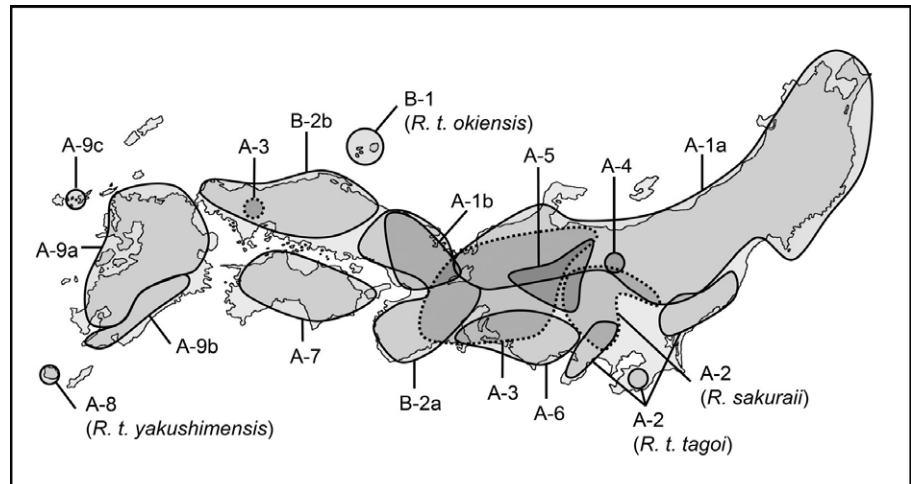 B-1
(R. t. okiensis)
B-2b
A-3
A-9c
A-5
A-4
A-1a
A-1b
A-9a
A-9b
A-7
A-8
(R. t. yakushimensis)
B-2a
A-3
A-6
A-2
(R. sakuraii)
A-2
(R. t. tagoi)